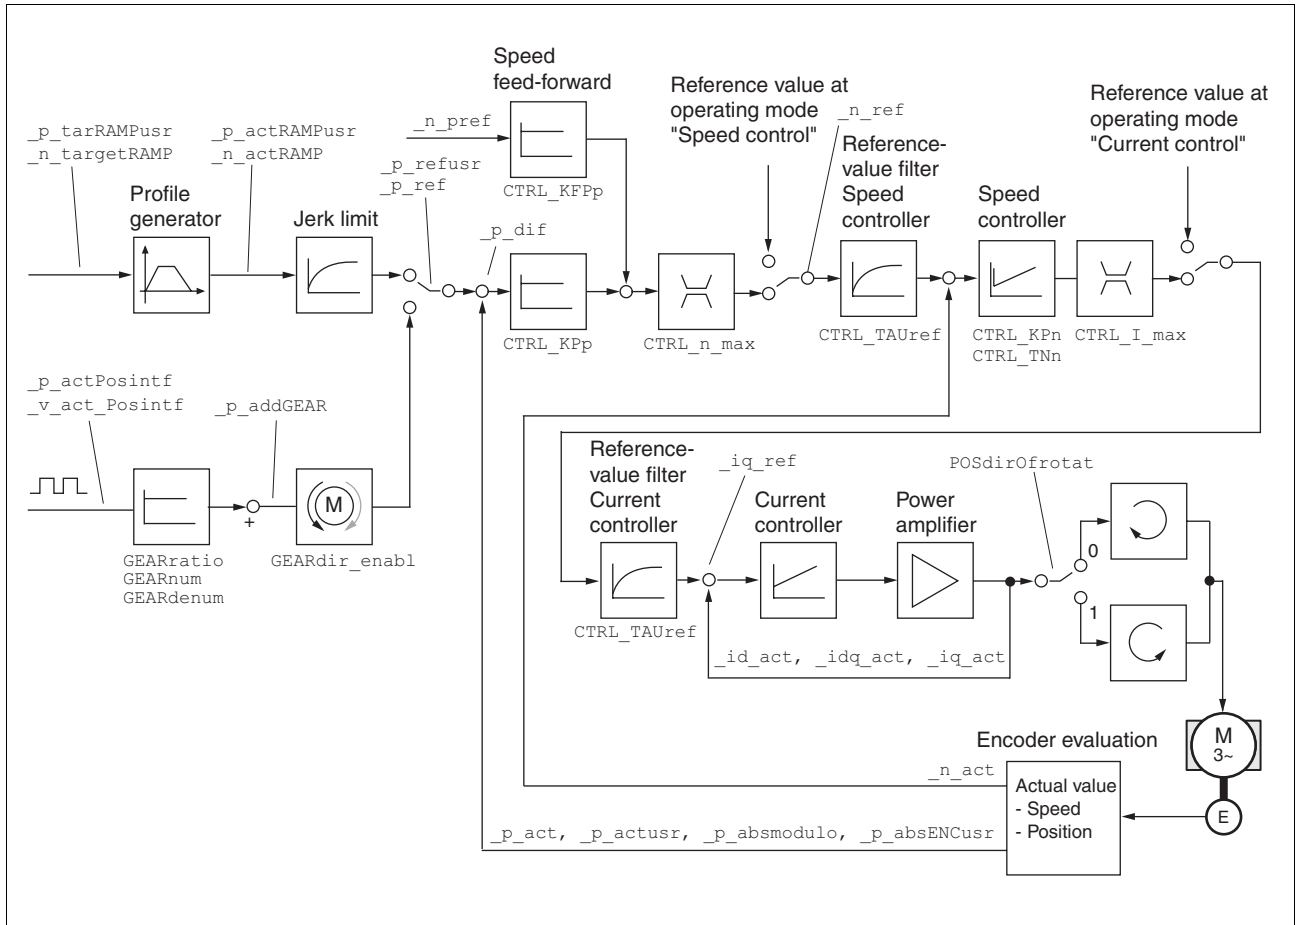 Speed
feed-forward
_n_pref
CTRL_KFPp
Reference value at
operating mode
"Speed control"
_n_ref
Reference value at
operating mode
"Current control"
_p_tarRAMPusr
_n_targetRAMP
_p_actRAMPusr
_n_actRAMP
_p_refusr
_p_ref
Profile
generator
Jerk limit
_p_dif
CTRL_KPp
CTRL_n_max
Reference-
value filter
Speed
controller
CTRL_TAUref
Speed
controller
CTRL_KPn
CTRL_TNn
CTRL_I_max
_p_actPosintf
_v_act_Posintf
_p_addGEAR
+
M
GEARratio
GEARnum
GEARdenum
GEARdir_enabl
Reference-
value filter
Current
controller
CTRL_TAUref
_iq_ref
Current
controller
Power
amplifier
POSdirOfrotat
0
1
_id_act, _idq_act, _iq_act
M
3~
E
Encoder evaluation
Actual value
- Speed
- Position
_n_act
_p_act, _p_actusr, _p_absmodulo, _p_absENCusr